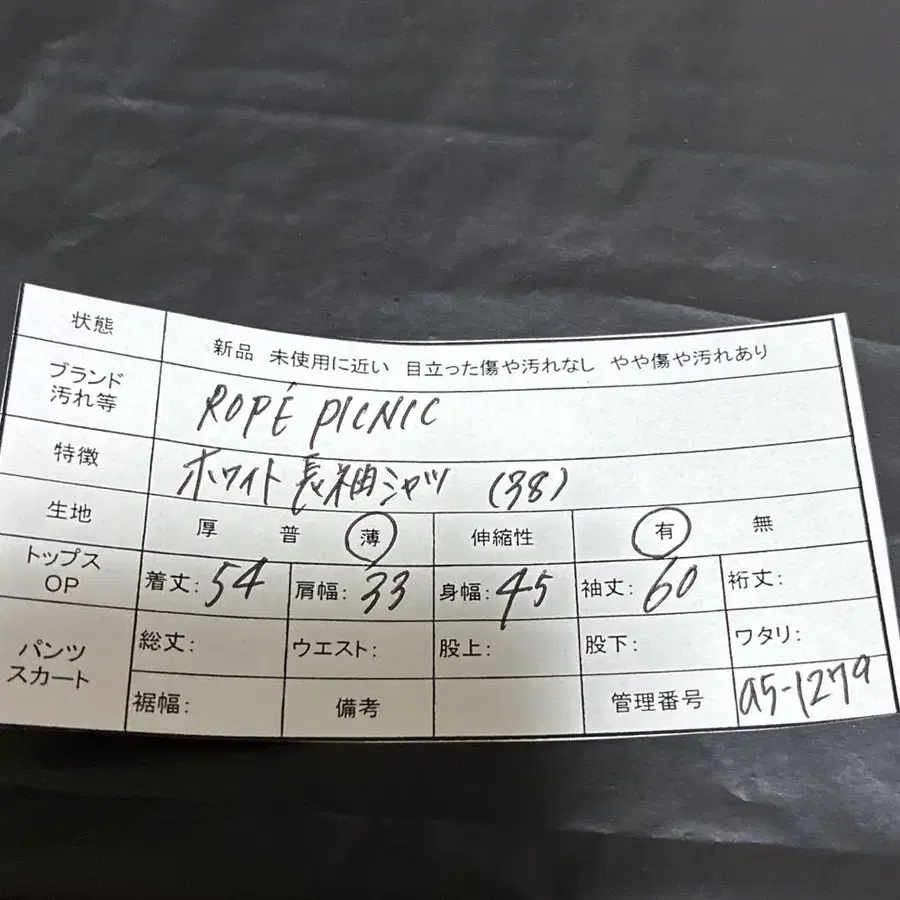 状態 新品 未使用に近い 目立った傷や汚れなし やや傷や汚れあり
ブランド
汚れ等 ROPÉ PICNIC
特徴 ホワイト長袖シャツ (38)
生地 厚 普 薄 伸縮性 有 無
トップス
OP 着丈: 54 肩幅: 33 身幅: 45 袖丈: 60 裄丈:
パンツ
スカート 総丈: ウエスト: 股上: 股下: ワタリ:
裾幅: 備考 管理番号 a5-1279